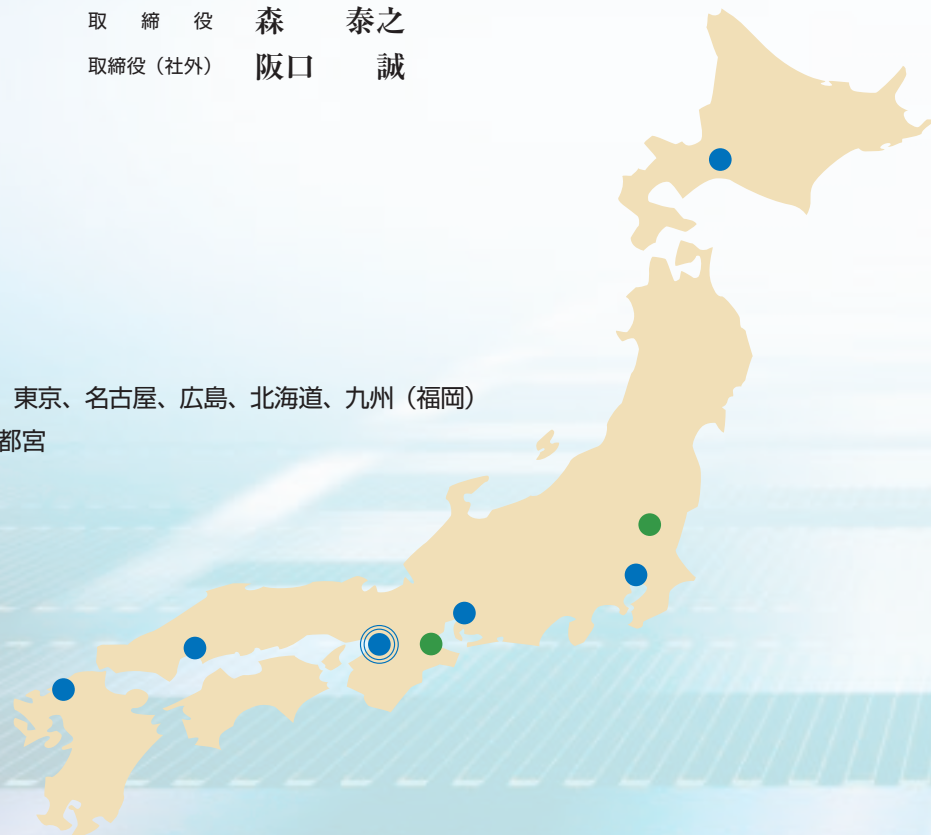 取締役 森 泰之
取締役（社外） 阪口 誠
東京、名古屋、広島、北海道、九州（福岡）
都宮